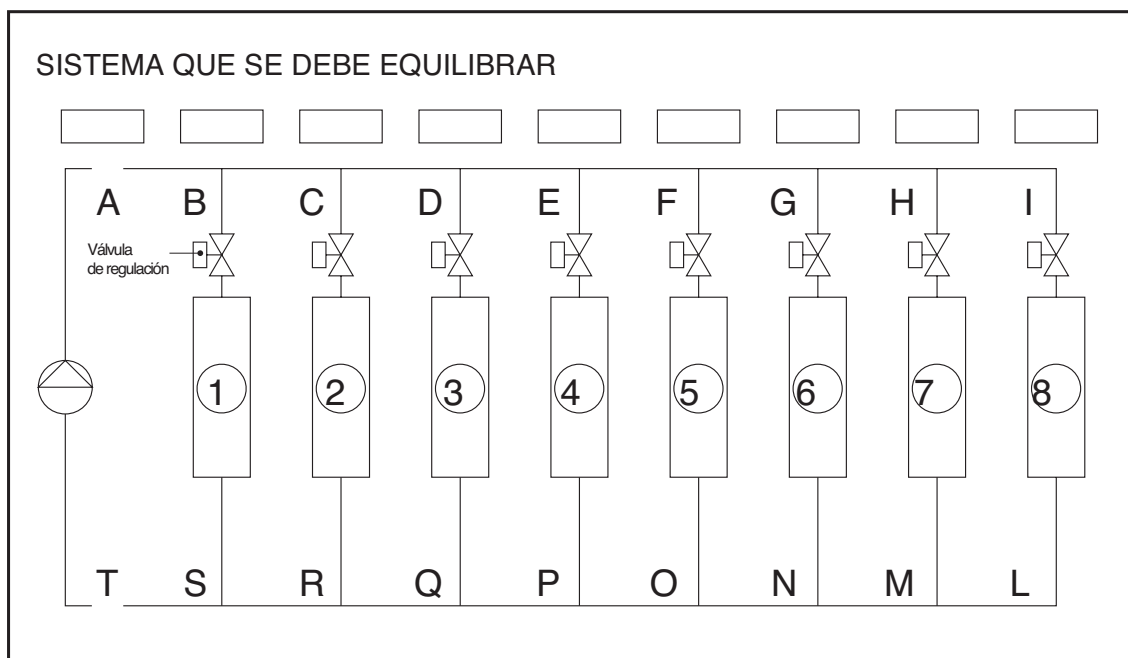 SISTEMA QUE SE DEBE EQUILIBRAR
A B C D E F G H I
Válvula
de regulación
1 2 3 4 5 6 7 8
T S R Q P O N M L